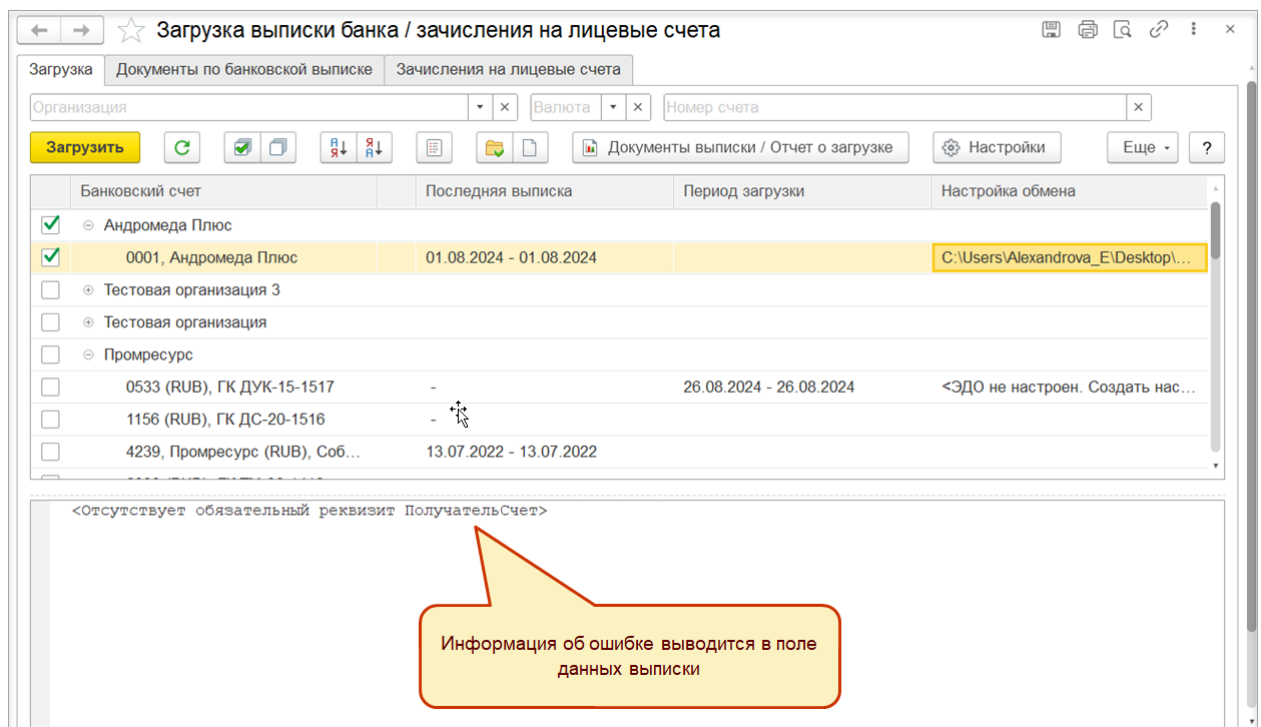 Загрузка выписки банка / зачисления на лицевые счета
Загрузка Документы по банковской выписке Зачисления на лицевые счета
Организация Валюта Номер счета
Загрузить Документы выписки / Отчет о загрузке Настройки Еще ?
Банковский счет Последняя выписка Период загрузки Настройка обмена
Андромеда Плюс
0001, Андромеда Плюс 01.08.2024 - 01.08.2024 C:\Users\Alexandrova_E\Desktop\...
Тестовая организация 3
Тестовая организация
Промресурс
0533 (RUB), ГК ДУК-15-1517 - 26.08.2024 - 26.08.2024 <ЭДО не настроен. Создать нас...
1156 (RUB), ГК ДС-20-1516 -
4239, Промресурс (RUB), Соб... 13.07.2022 - 13.07.2022
<Отсутствует обязательный реквизит ПолучательСчет>
Информация об ошибке выводится в поле
данных выписки